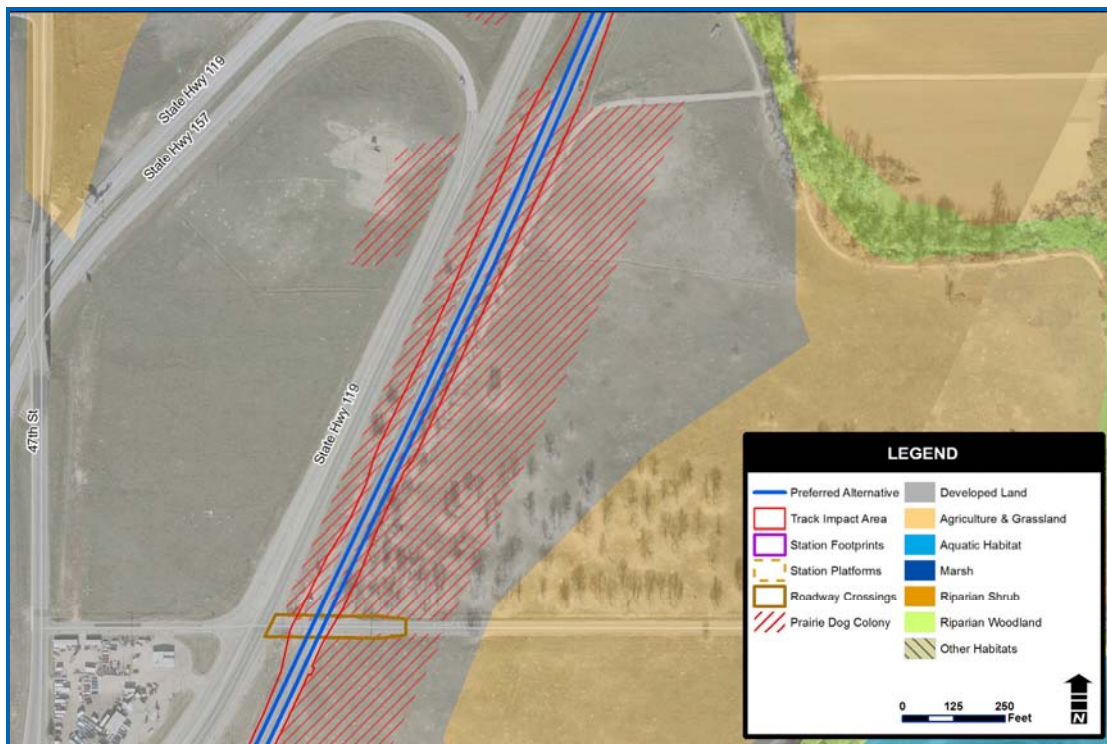 State Hwy 119
State Hwy 157
47th St
State Hwy 119
LEGEND
Preferred Alternative
Track Impact Area
Station Footprints
Station Platforms
Roadway Crossings
Prairie Dog Colony
Developed Land
Agriculture & Grassland
Aquatic Habitat
Marsh
Riparian Shrub
Riparian Woodland
Other Habitats
0 125 250
Feet
N